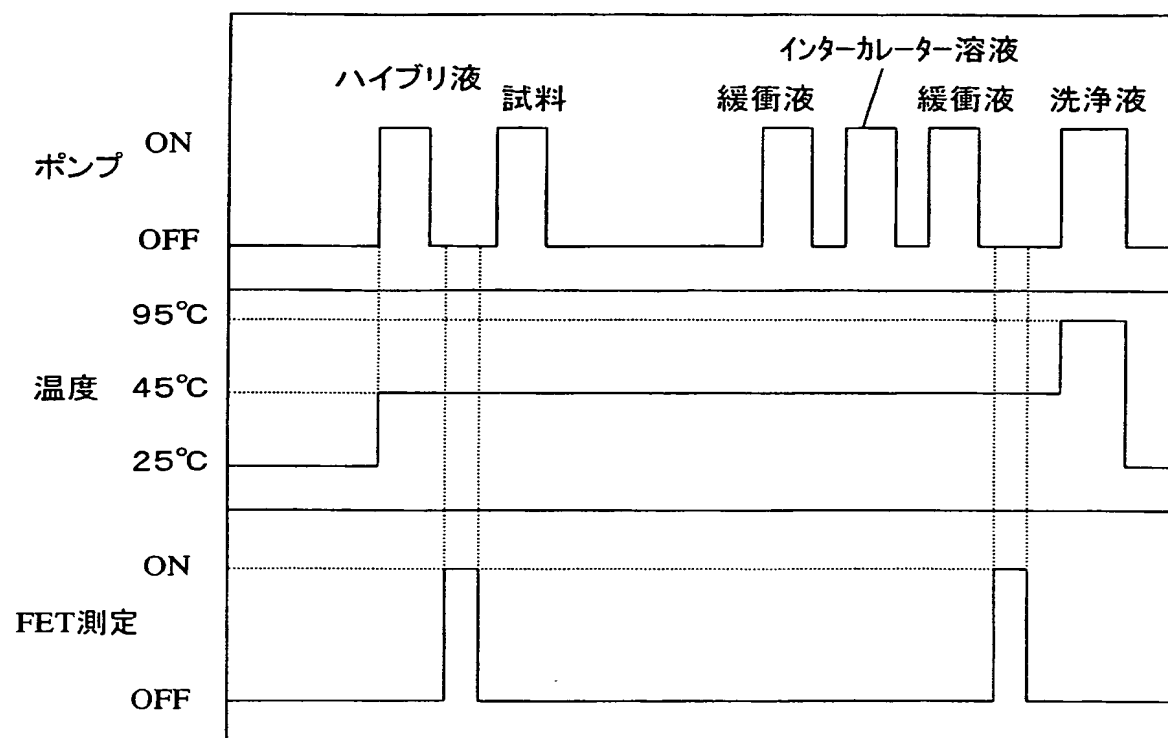 インターカレーター溶液
ハイブリ液
試料
緩衝液
緩衝液
洗浄液
ポンプ
ON
OFF
温度
95℃
45℃
25℃
FET測定
ON
OFF